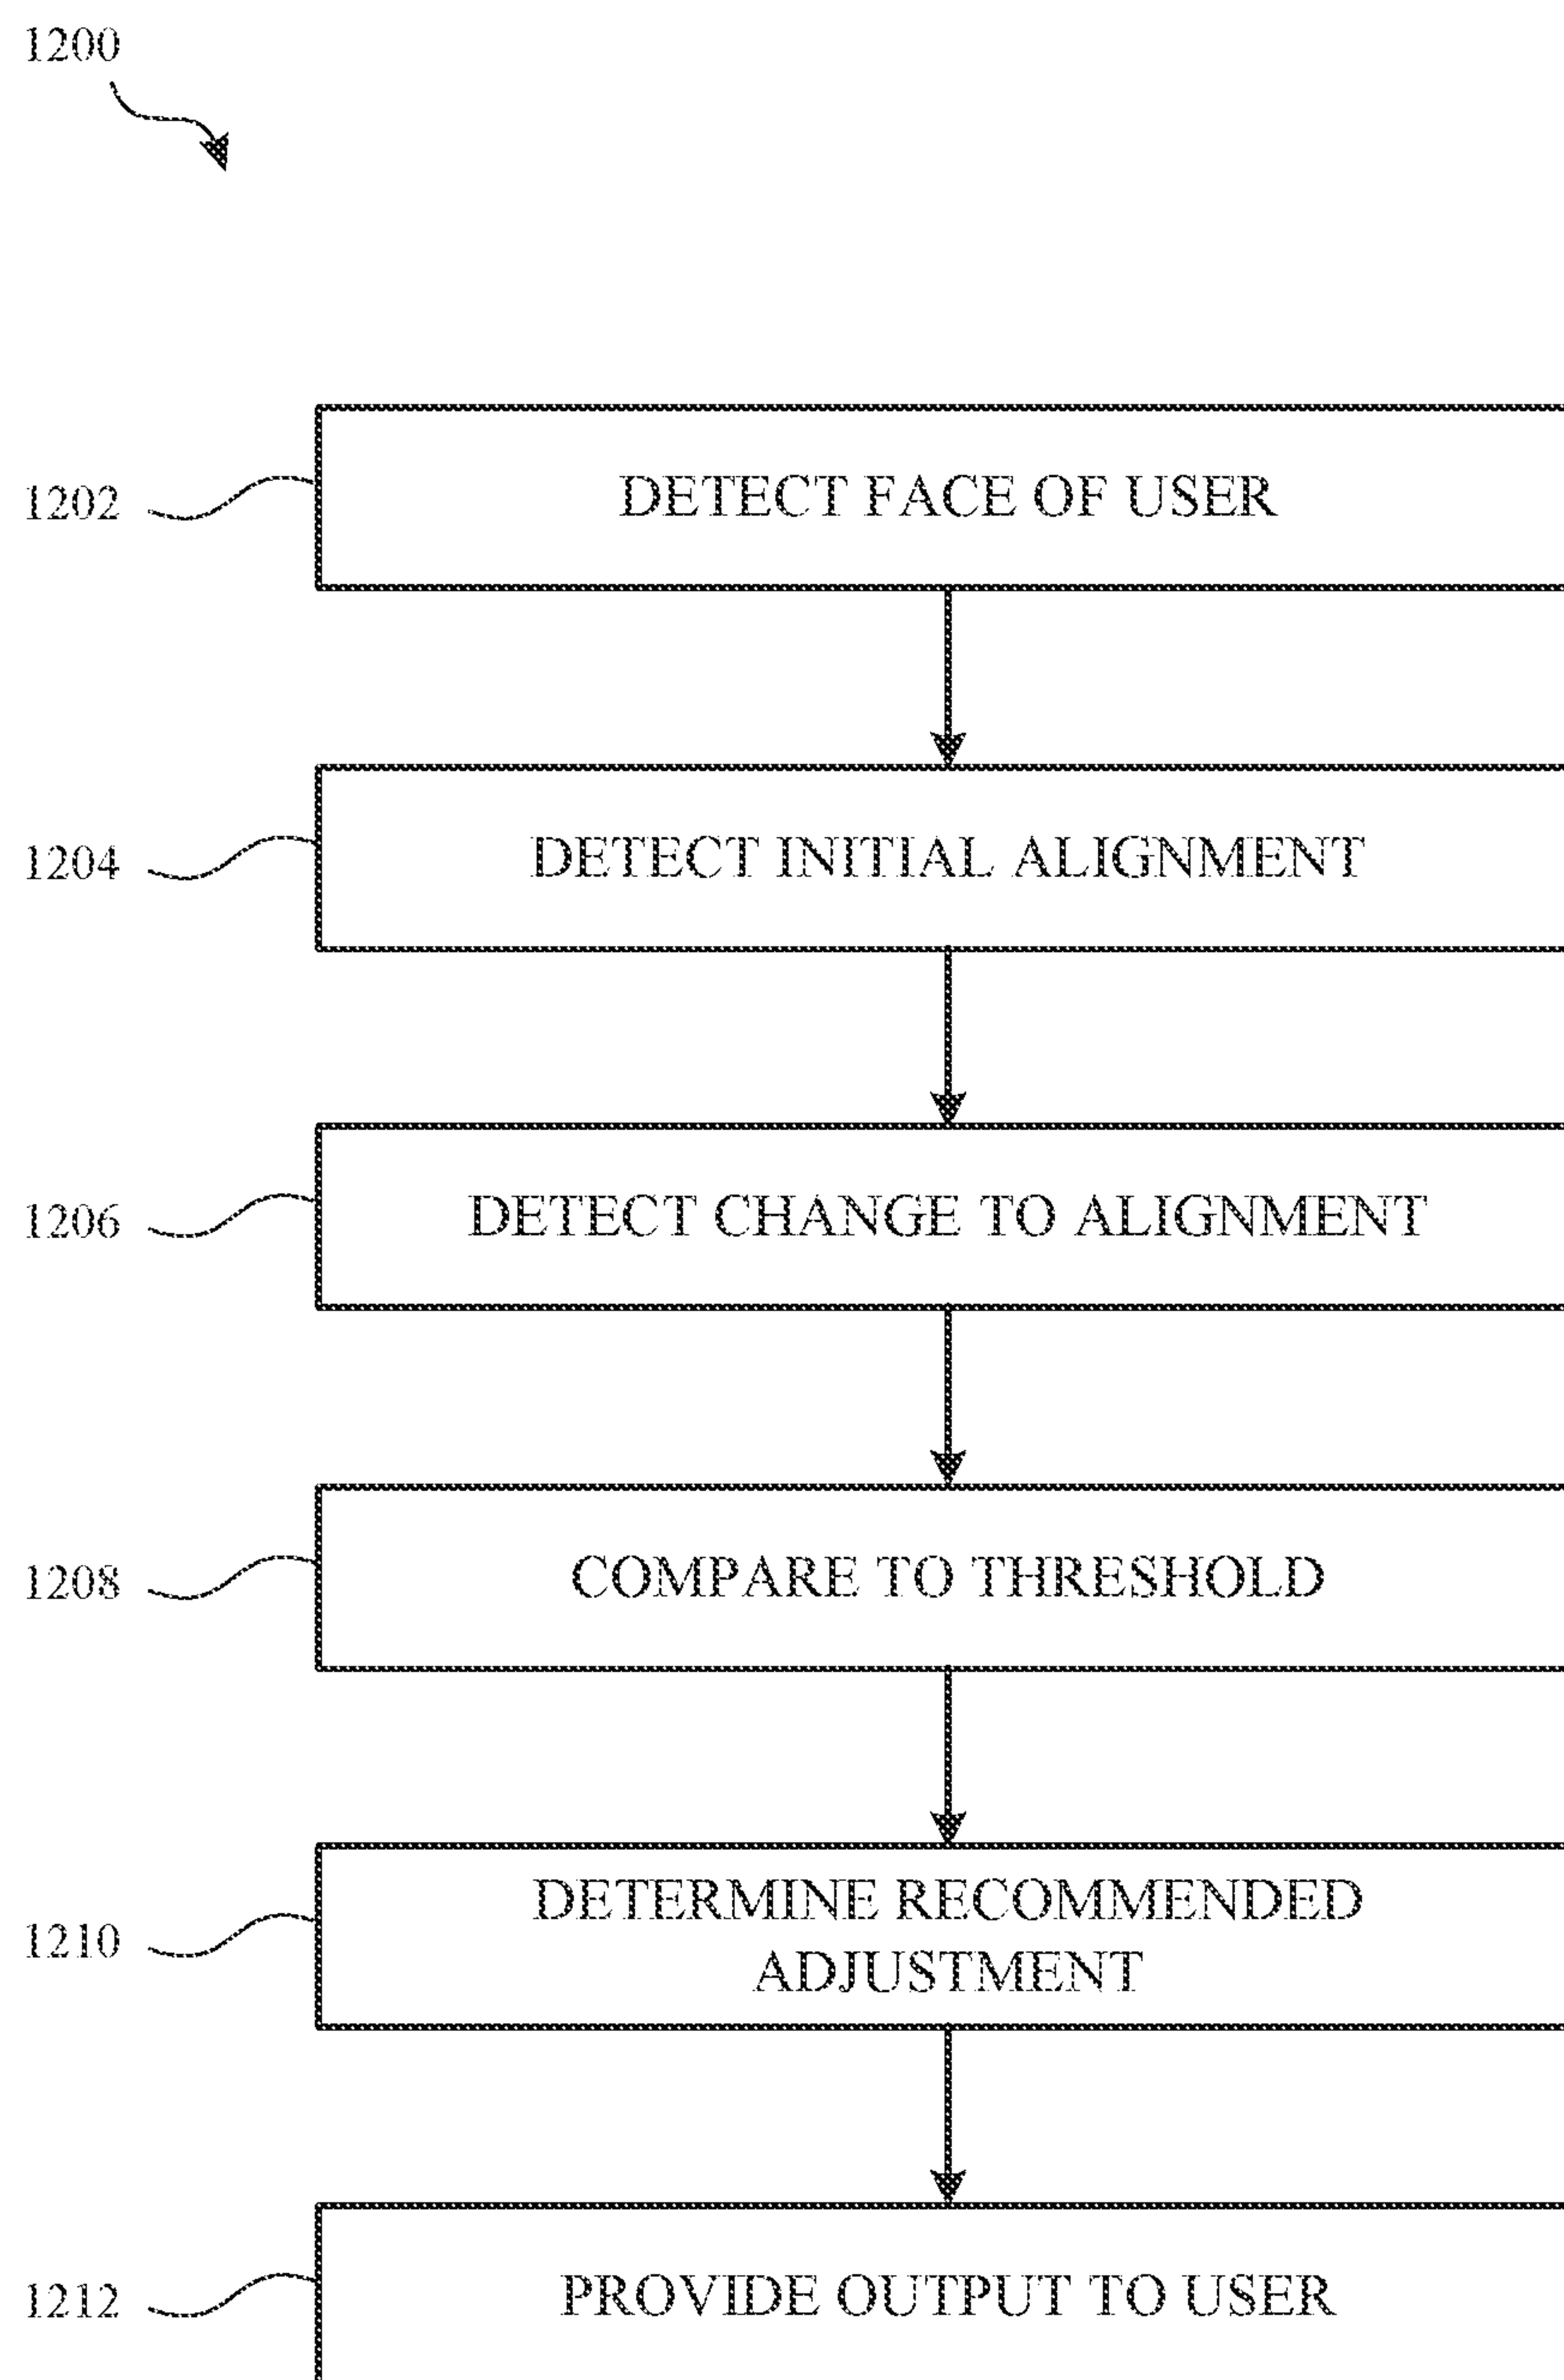 1200
1202 DETECT FACE OF USER
1204 DETECT INITIAL ALIGNMENT
1206 DETECT CHANGE TO ALIGNMENT
1208 COMPARE TO THRESHOLD
1210 DETERMINE RECOMMENDED
ADJUSTMENT
1212 PROVIDE OUTPUT TO USER